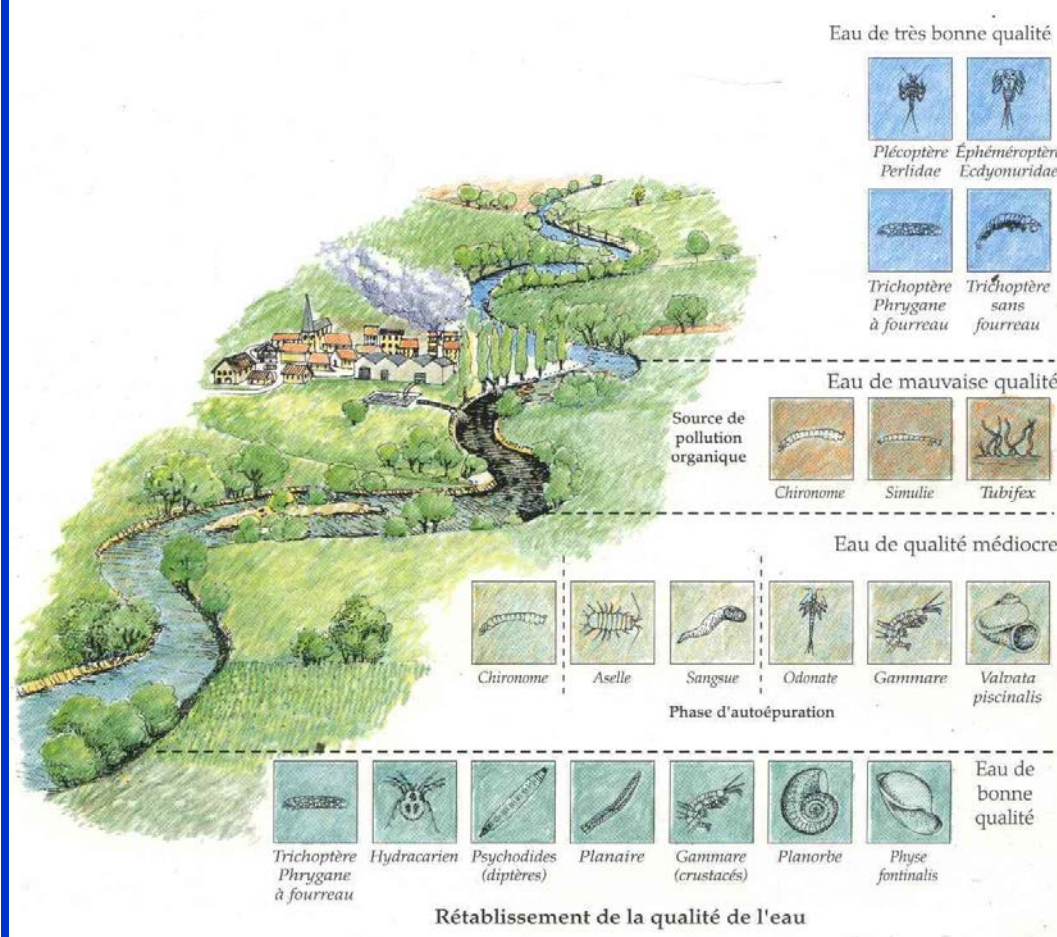 Eau de très bonne qualité
Plécoptère
Perlidae
Éphéméroptère
Ecdyonuridae
Trichoptère
Phrygane
à fourreau
Trichoptère
sans
fourreau
Eau de mauvaise qualité
Source de
pollution
organique
Chironome
Simulie
Tubifex
Eau de qualité médiocre
Chironome
Aselle
Sangsue
Odonate
Gammare
Valvata
piscinalis
Phase d'autoépuration
Eau de
bonne
qualité
Trichoptère
Phrygane
à fourreau
Hydracarien
Psychodides
(diptères)
Planaire
Gammare
(crustacés)
Planorbe
Physe
fontinalis
Rétablissement de la qualité de l'eau